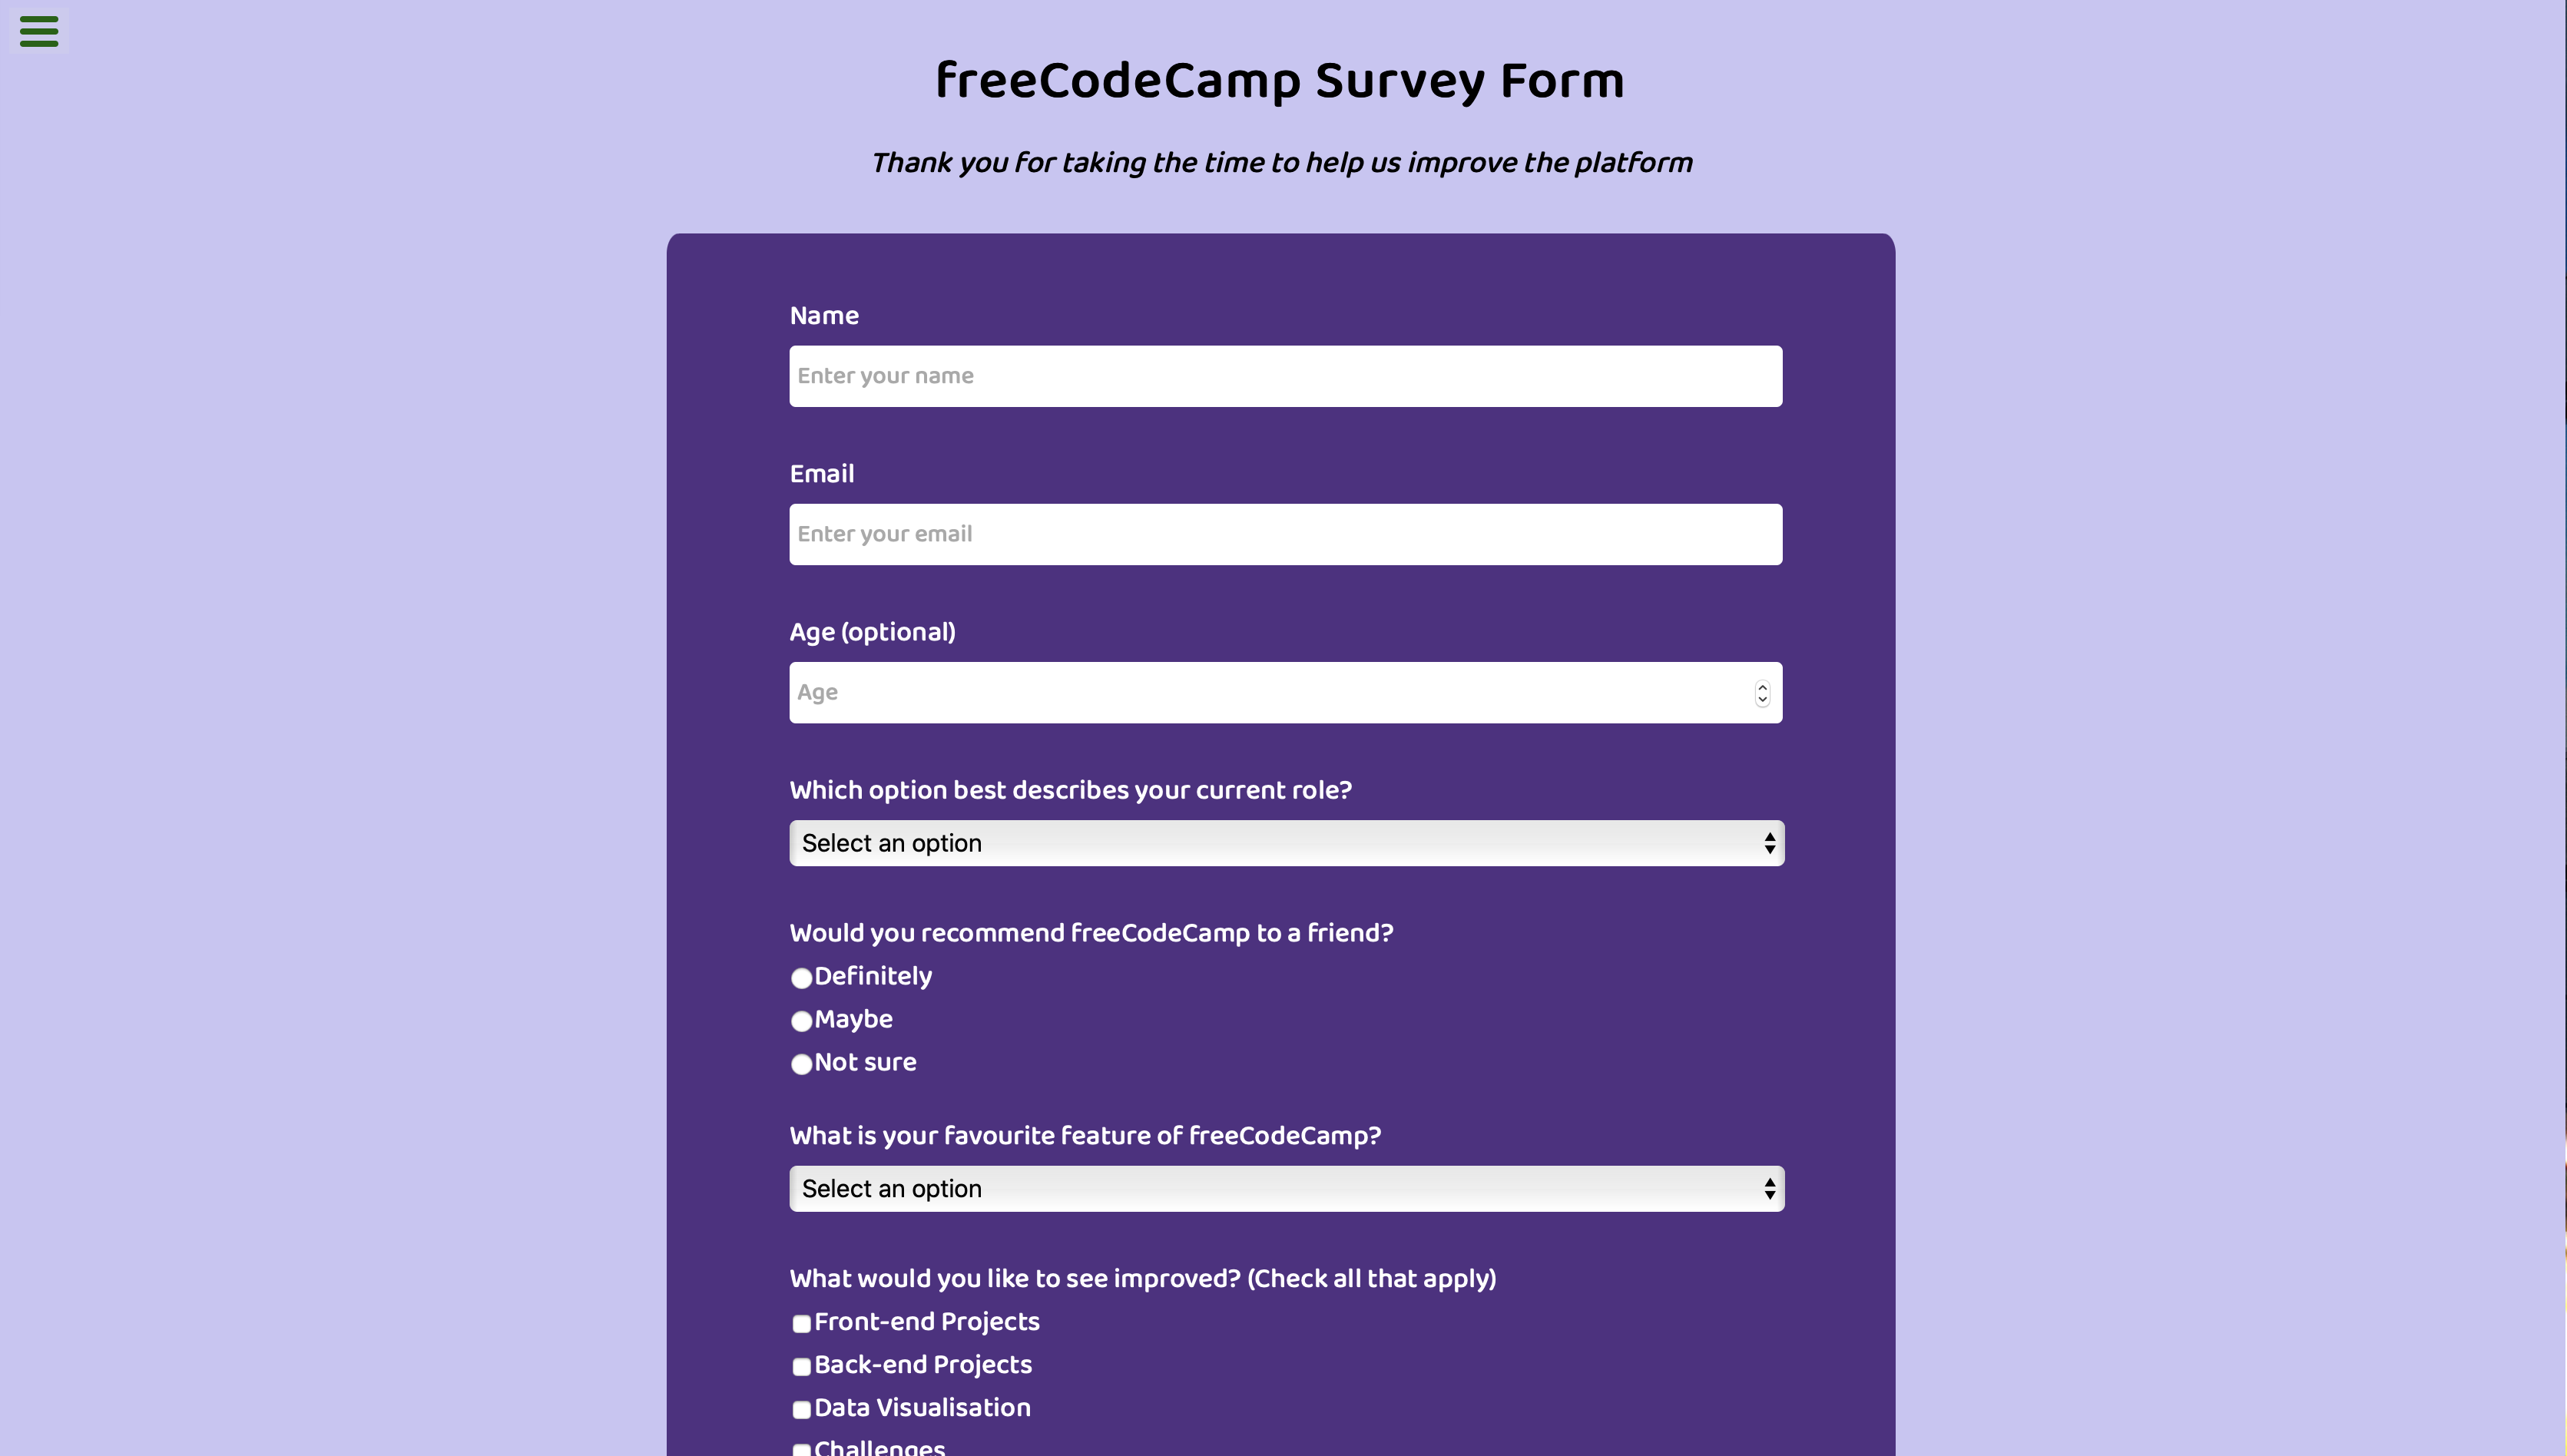 freeCodeCamp Survey Form
Thank you for taking the time to help us improve the platform
Name
Enter your name
Email
Enter your email
Age (optional)
Age
Which option best describes your current role?
Select an option
Would you recommend freeCodeCamp to a friend?
Definitely
Maybe
Not sure
What is your favourite feature of freeCodeCamp?
Select an option
What would you like to see improved? (Check all that apply)
Front-end Projects
Back-end Projects
Data Visualisation
Challenges